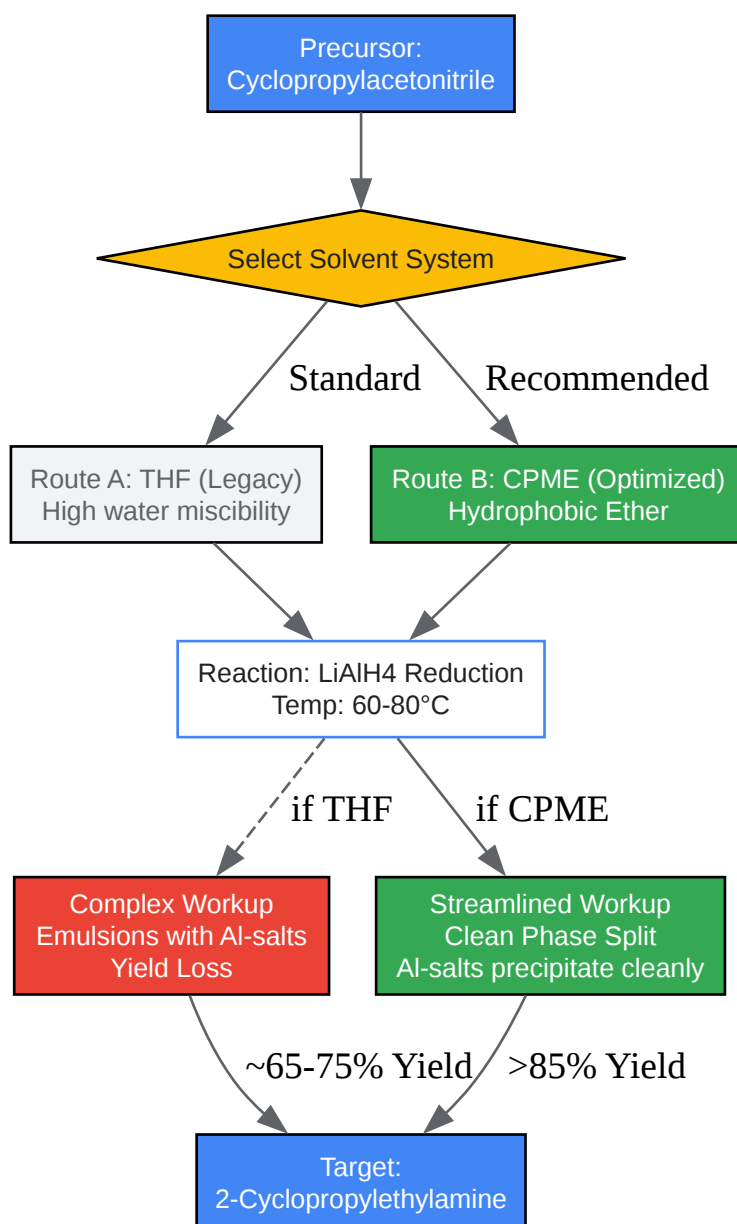 Precursor:
Cyclopropylacetonitrile
Select Solvent System
Standard
Recommended
Route A: THF (Legacy)
High water miscibility
Route B: CPME (Optimized)
Hydrophobic Ether
Reaction: LiAlH4 Reduction
Temp: 60-80°C
if THF
if CPME
Complex Workup
Emulsions with Al-salts
Yield Loss
Streamlined Workup
Clean Phase Split
Al-salts precipitate cleanly
~65-75% Yield
>85% Yield
Target:
2-Cyclopropylethylamine